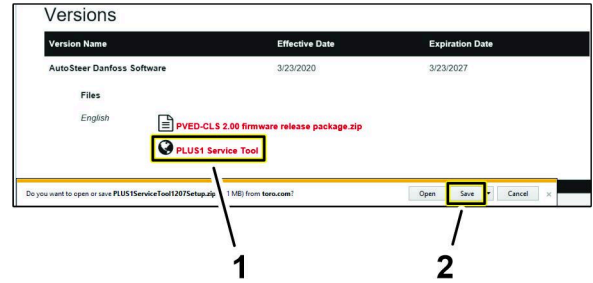 Versions
Version Name Effective Date Expiration Date
AutoSteer Danfoss Software 3/23/2020 3/23/2027
Files
English
PVED-CLS 2.00 firmware release package.zip
PLUS1 Service Tool
Do you want to open or save PLUS1ServiceTool1207Setup.zip 1 MB) from toro.com? Open Save Cancel ×
1 2